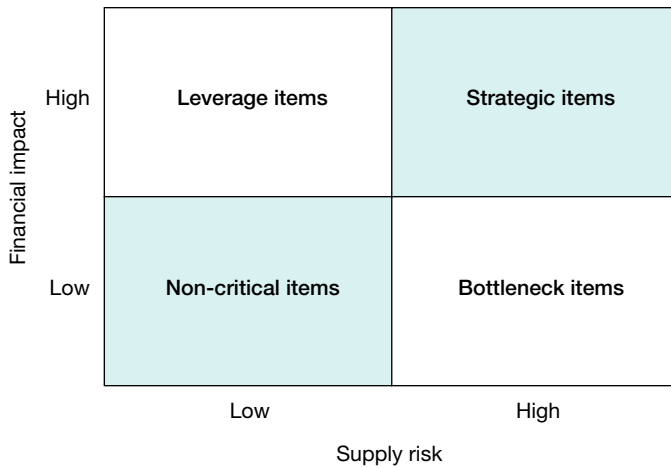 Financial impact
High
Leverage items
Strategic items
Low
Non-critical items
Bottleneck items
Low
High
Supply risk